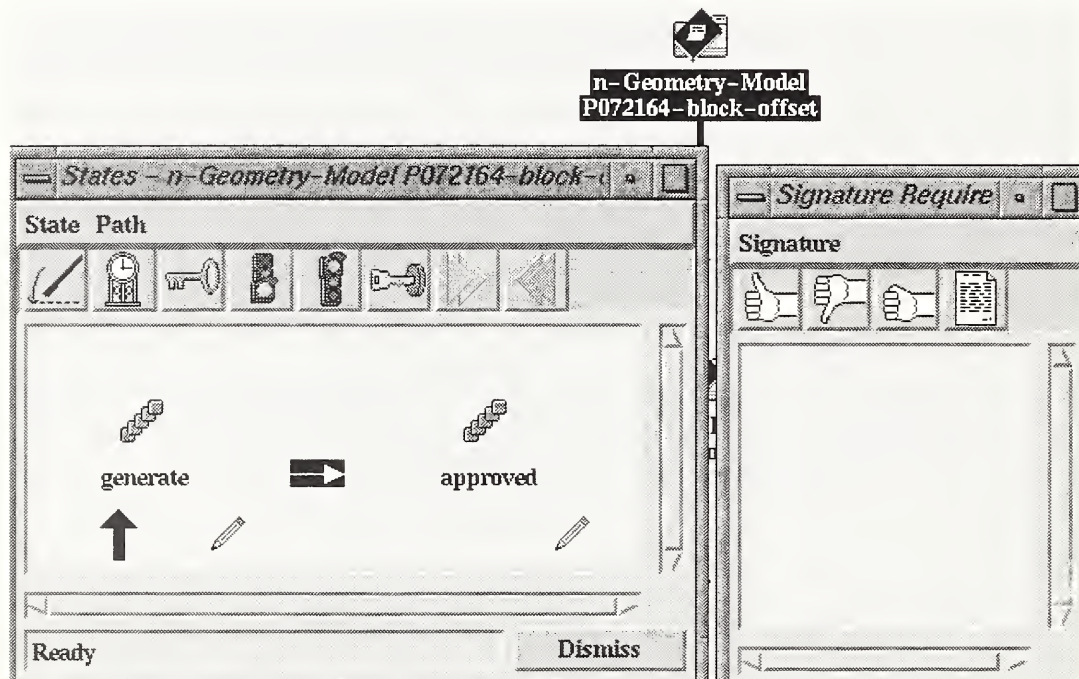 n-Geometry-Model
P072164-block-offset
States - n-Geometry-Model P072164-block-
State Path
generate
approved
Ready
Dismiss
Signature Require
Signature